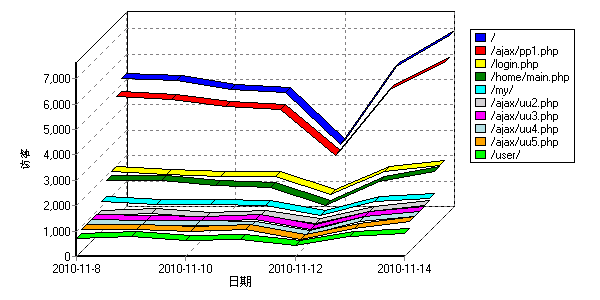 7,000
6,000
5,000
4,000
3,000
2,000
1,000
0
访客
2010-11-8
2010-11-10
2010-11-12
2010-11-14
日期
/
/ajax/pp1.php
/login.php
/home/main.php
/my/
/ajax/uu2.php
/ajax/uu3.php
/ajax/uu4.php
/ajax/uu5.php
/user/